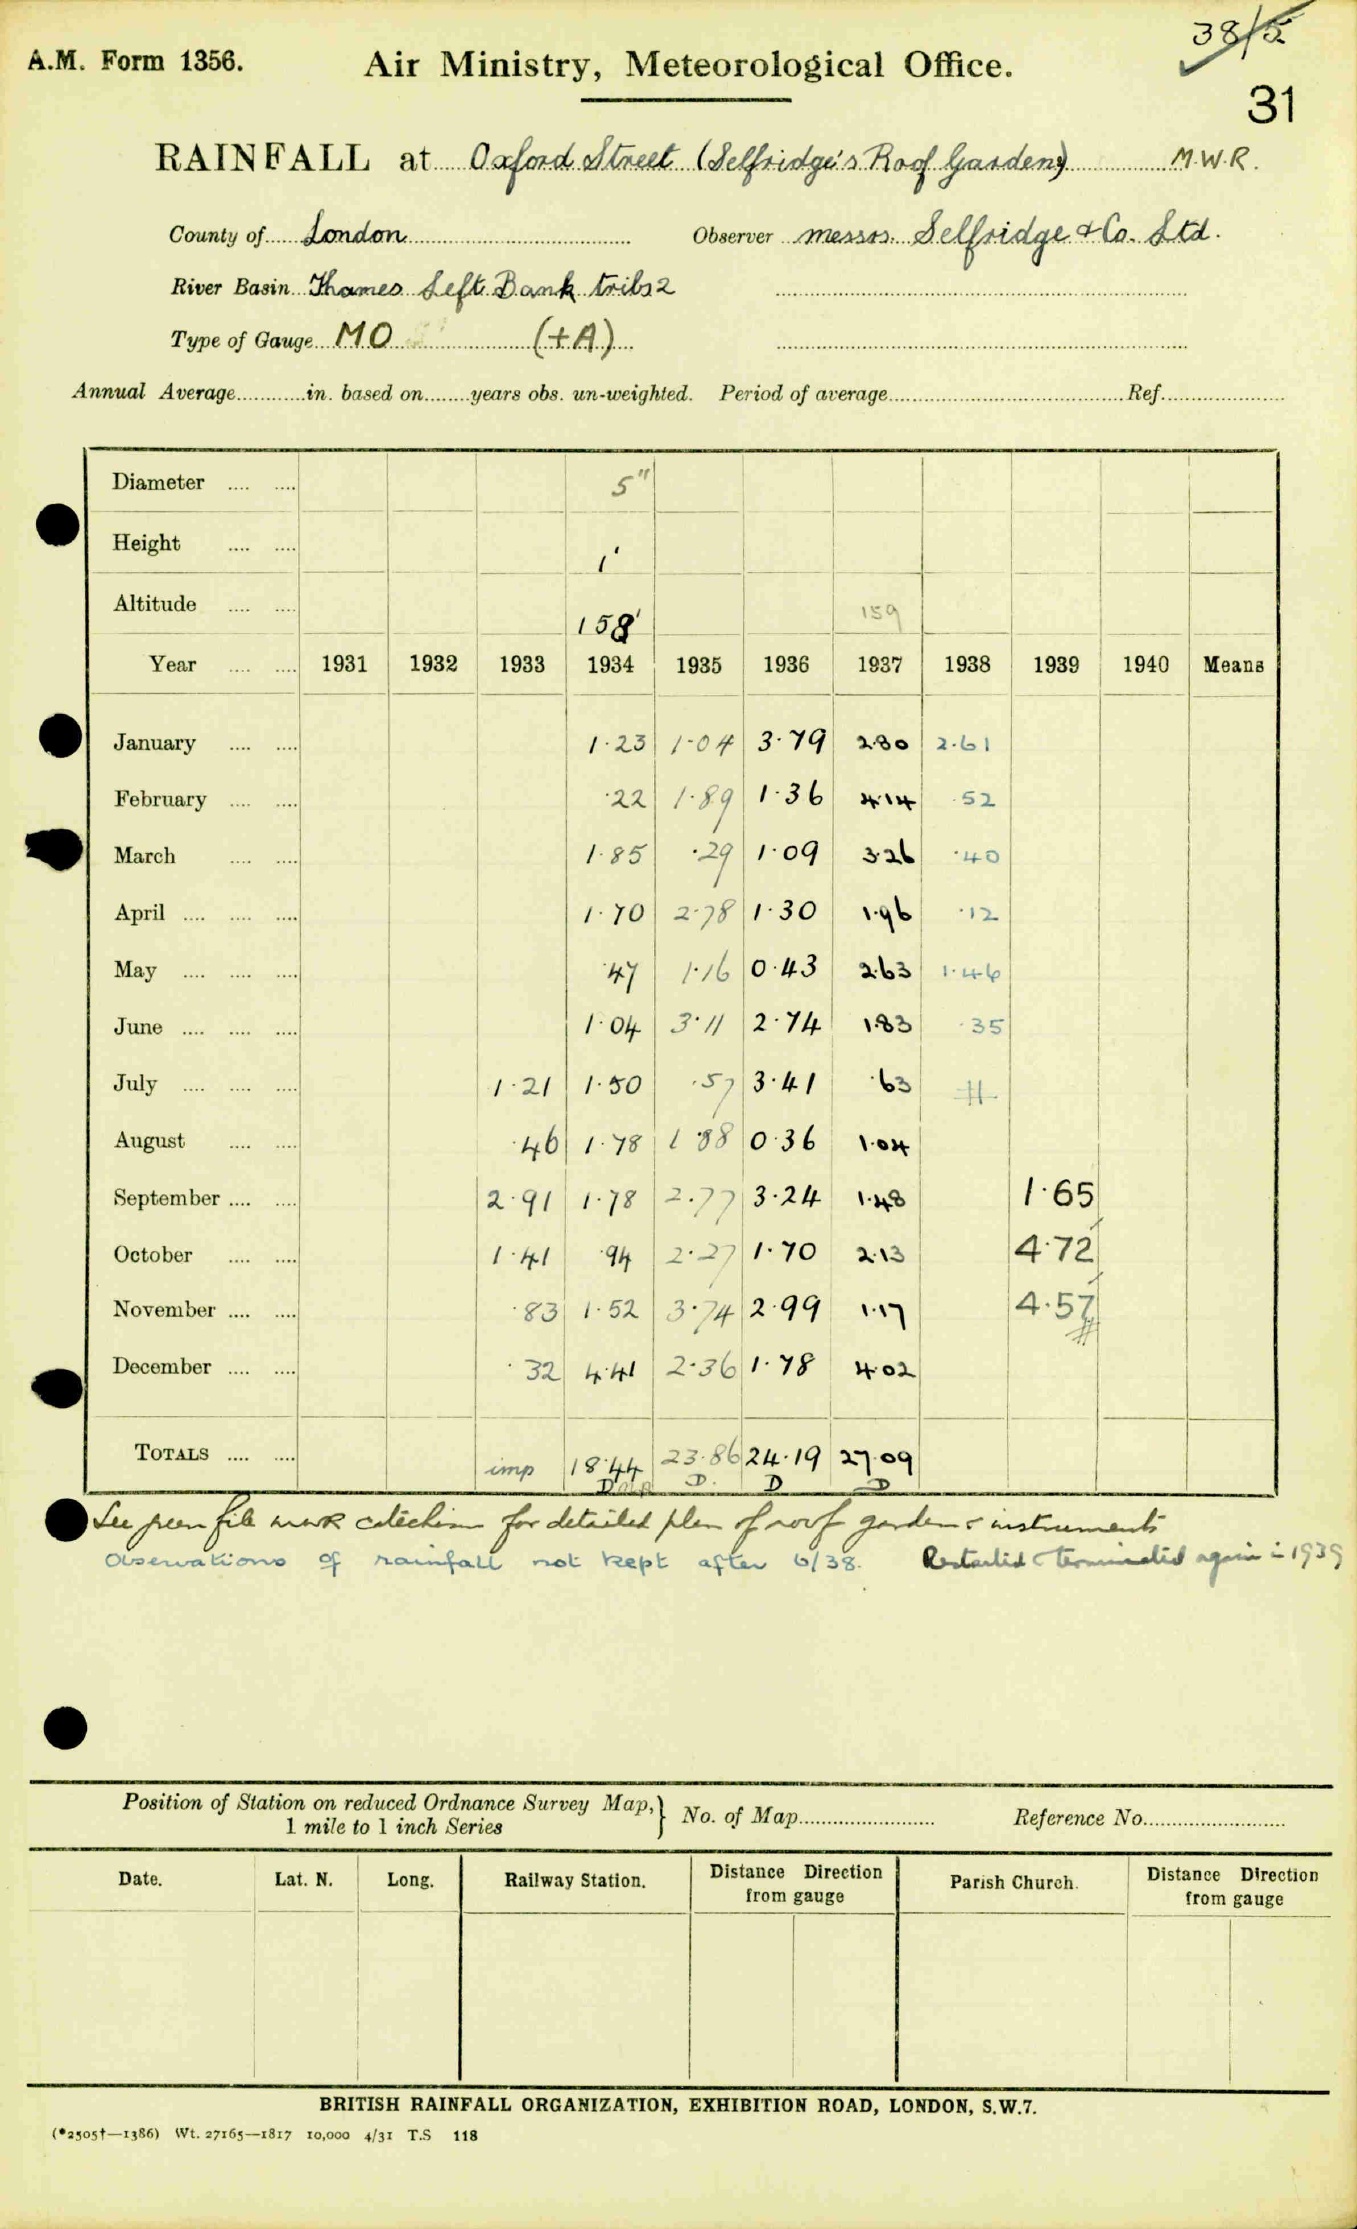 38/5
A.M. Form 1356. Air Ministry, Meteorological Office.
31
RAINFALL at Oxford Street (Selfridge's Roof Gardens) M.W.R.
County of London Observer Messrs. Selfridge & Co. Ltd.
River Basin Thames Left Bank tribs 2
Type of Gauge MO (+A)
Annual Average............in. based on........years obs. un-weighted. Period of average............Ref............
Diameter .... .... 5"
Height .... .... 1'
Altitude .... .... 158' 159
Year .... .... 1931 1932 1933 1934 1935 1936 1937 1938 1939 1940 Means
January .... .... 1·23 1·04 3·79 2·80 2·61
February .... .... ·22 1·89 1·36 4·14 ·52
March .... .... 1·85 ·29 1·09 3·26 ·40
April .... .... .... 1·70 2·78 1·30 1·96 ·12
May .... .... .... ·47 1·16 0·43 2·63 1·46
June .... .... .... 1·04 3·11 2·74 1·83 ·35
July .... .... .... 1·21 1·50 ·57 3·41 ·63
August .... .... ·46 1·78 1·88 0·36 1·04
September .... .... 2·91 1·78 2·77 3·24 1·48 1·65
October .... .... 1·41 ·94 2·27 1·70 2·13 4·72
November .... .... ·83 1·52 3·74 2·99 1·17 4·57
December .... .... ·32 4·41 2·36 1·78 4·02
TOTALS .... .... imp 18·44 23·86 24·19 27·09
D D. D D
See green file mark catechism for detailed plan of roof garden & instruments
Observations of rainfall not kept after 6/38. Restarted & terminated again in 1939
Position of Station on reduced Ordnance Survey Map,} No. of Map............ Reference No............
1 mile to 1 inch Series
Date. Lat. N. Long. Railway Station. Distance Direction from gauge Parish Church. Distance Direction from gauge
BRITISH RAINFALL ORGANIZATION, EXHIBITION ROAD, LONDON, S.W.7.
(*2505†—1386) Wt. 27165—1817 10,000 4/31 T.S 118